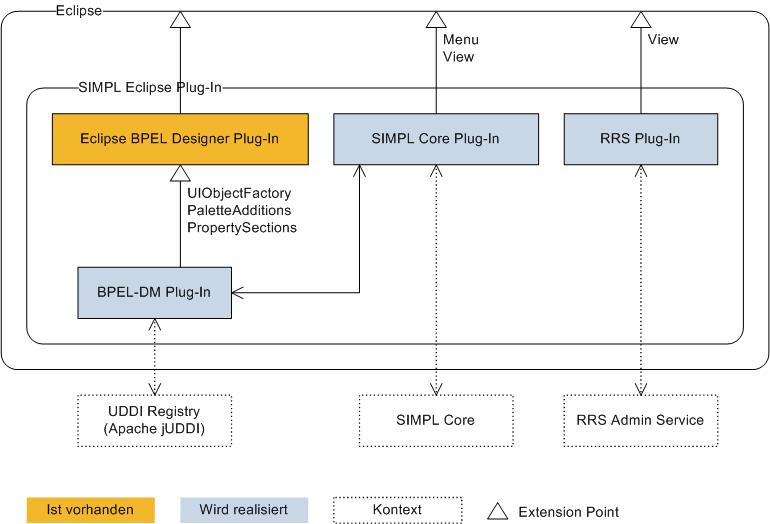 Eclipse
Menu
View
View
SIMPL Eclipse Plug-In
Eclipse BPEL Designer Plug-In
SIMPL Core Plug-In
RRS Plug-In
UIObjectFactory
PaletteAdditions
PropertySections
BPEL-DM Plug-In
UDDI Registry
(Apache jUDDI)
SIMPL Core
RRS Admin Service
Ist vorhanden
Wird realisiert
Kontext
Extension Point